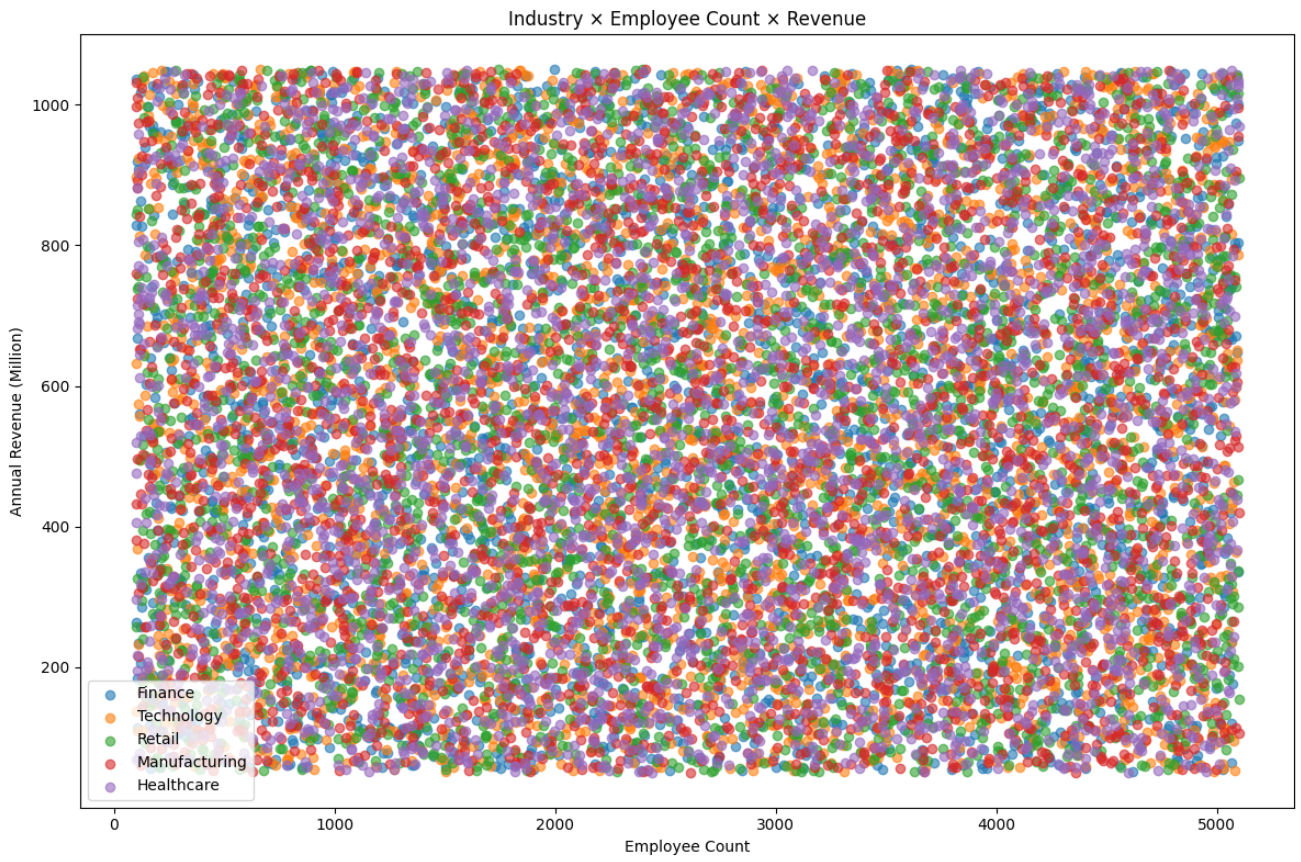 Industry × Employee Count × Revenue
Annual Revenue (Million)
1000
800
600
400
200
Finance
Technology
Retail
Manufacturing
Healthcare
0
1000
2000
3000
4000
5000
Employee Count